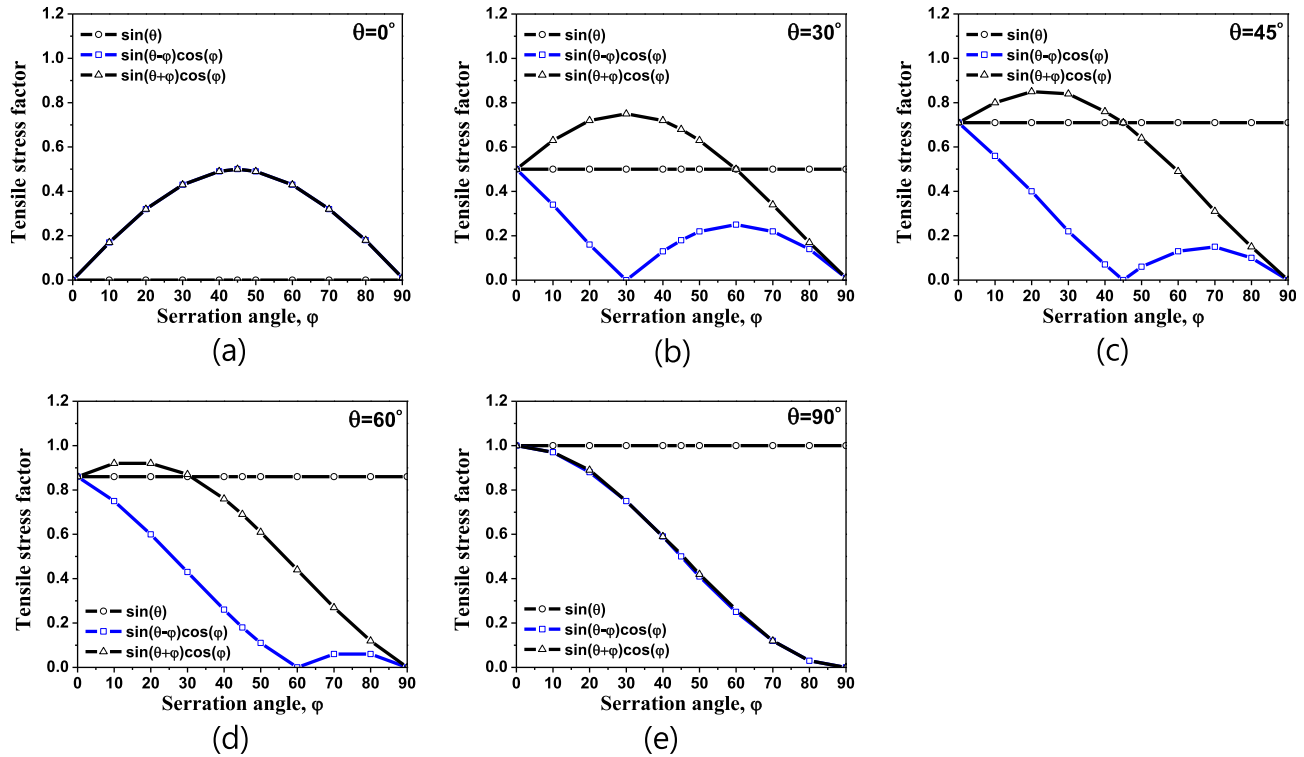 θ=0°
sin(θ)
sin(θ-φ)cos(φ)
sin(θ+φ)cos(φ)
Tensile stress factor
1.2
1.0
0.8
0.6
0.4
0.2
0.0
0 10 20 30 40 50 60 70 80 90
Serration angle, φ
(a)
θ=30°
sin(θ)
sin(θ-φ)cos(φ)
sin(θ+φ)cos(φ)
Tensile stress factor
1.2
1.0
0.8
0.6
0.4
0.2
0.0
0 10 20 30 40 50 60 70 80 90
Serration angle, φ
(b)
θ=45°
sin(θ)
sin(θ-φ)cos(φ)
sin(θ+φ)cos(φ)
Tensile stress factor
1.2
1.0
0.8
0.6
0.4
0.2
0.0
0 10 20 30 40 50 60 70 80 90
Serration angle, φ
(c)
θ=60°
Tensile stress factor
1.2
1.0
0.8
0.6
0.4
0.2
0.0
sin(θ)
sin(θ-φ)cos(φ)
sin(θ+φ)cos(φ)
0 10 20 30 40 50 60 70 80 90
Serration angle, φ
(d)
θ=90°
Tensile stress factor
1.2
1.0
0.8
0.6
0.4
0.2
0.0
sin(θ)
sin(θ-φ)cos(φ)
sin(θ+φ)cos(φ)
0 10 20 30 40 50 60 70 80 90
Serration angle, φ
(e)